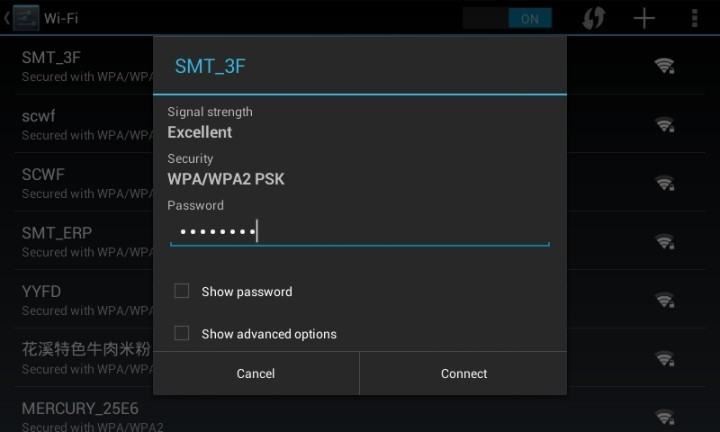 Wi-Fi
ON
SMT_3F
Secured with WPA/WPA
scwf
Secured with WPA/WPA
SCWF
Secured with WPA/WPA
SMT_ERP
Secured with WPA/WPA
YYFD
Secured with WPA/WPA
花溪特色牛肉米粉
Secured with WPA/WPA
MERCURY_25E6
Secured with WPA/WPA2
SMT_3F
Signal strength
Excellent
Security
WPA/WPA2 PSK
Password
••••••••
Show password
Show advanced options
Cancel
Connect